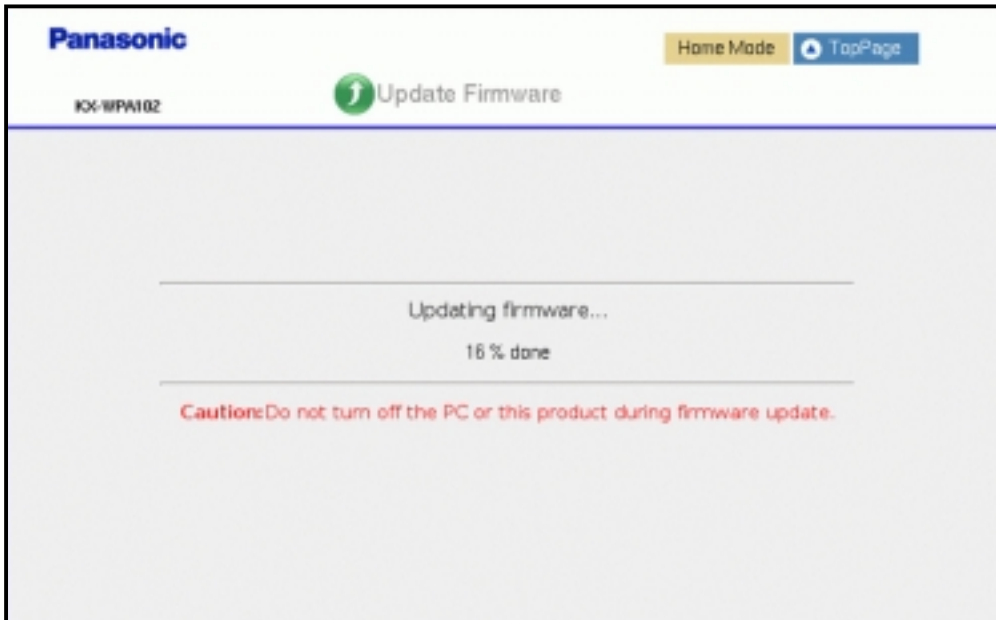 Panasonic
Home Mode
TopPage
KX-WPA102
Update Firmware
Updating firmware...
16 % done
Caution:Do not turn off the PC or this product during firmware update.